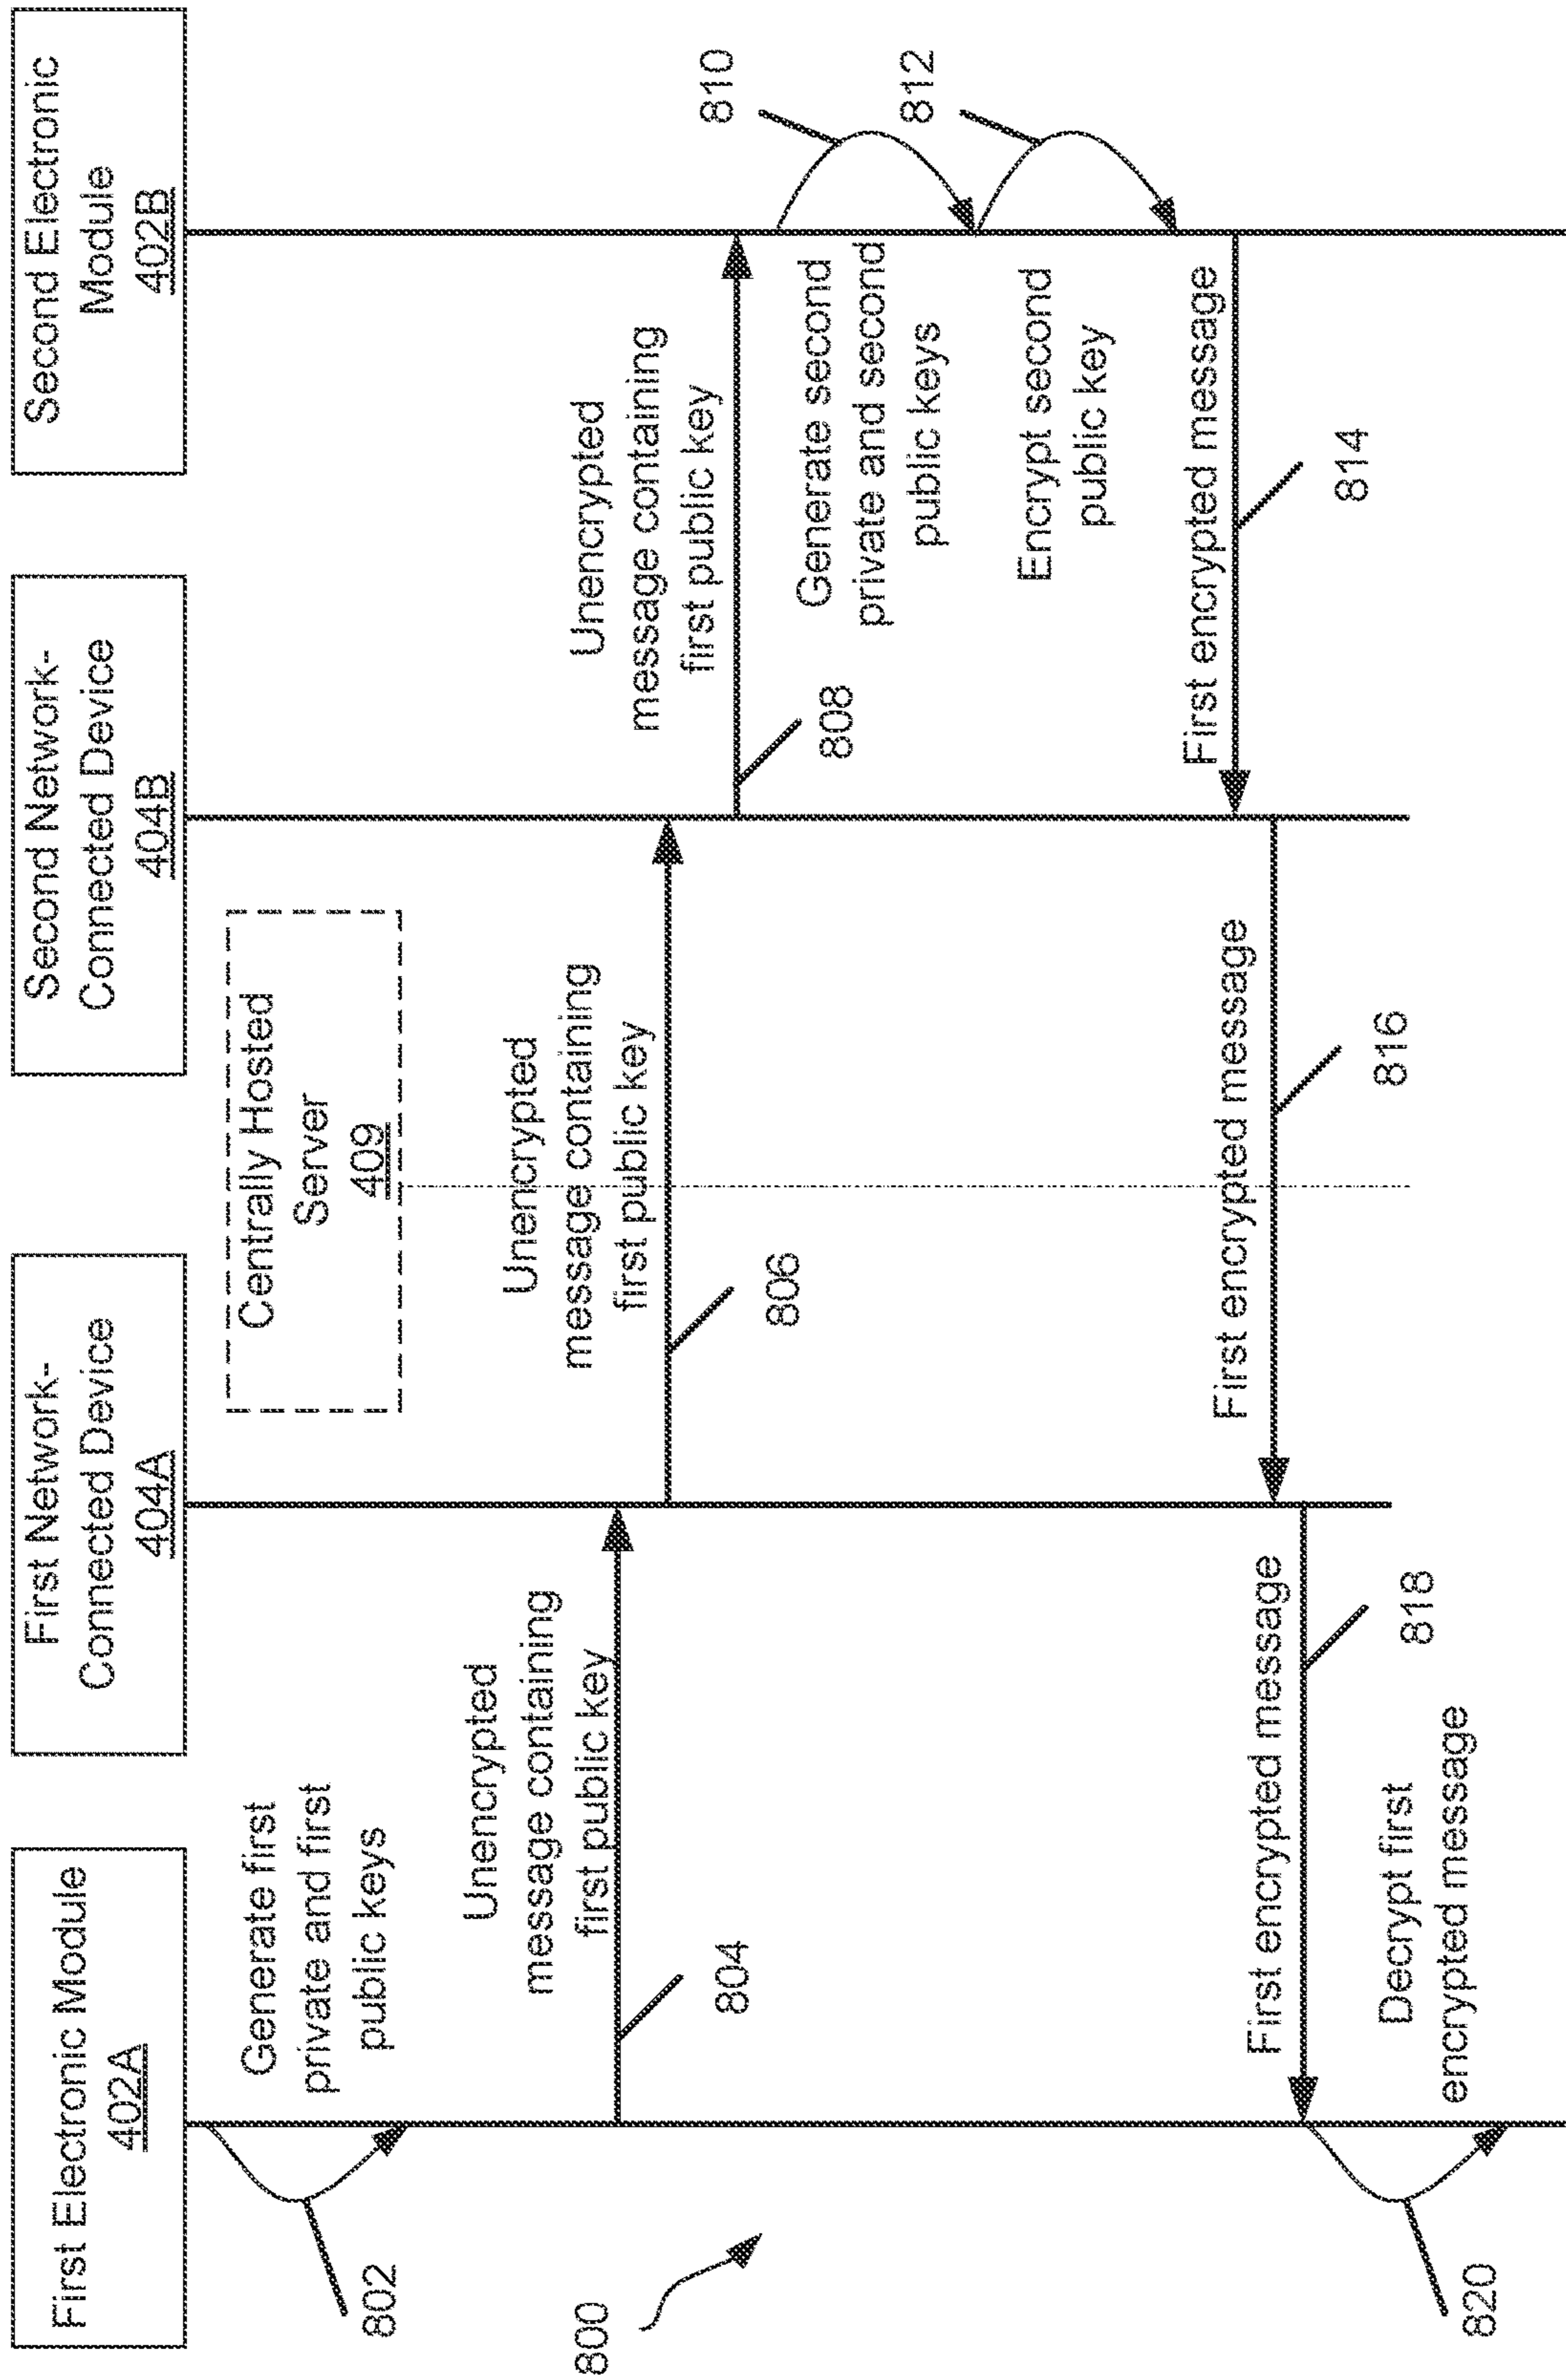 First Electronic Module
402A
First Network-
Connected Device
404A
Second Network-
Connected Device
404B
Second Electronic
Module
402B
Centrally Hosted
Server
409
802
Generate first
private and first
public keys
Unencrypted
message containing
first public key
804
Unencrypted
message containing
first public key
806
Unencrypted
message containing
first public key
808
810
Generate second
private and second
public keys
812
Encrypt second
public key
First encrypted message
814
First encrypted message
816
First encrypted message
818
Decrypt first
encrypted message
820
800